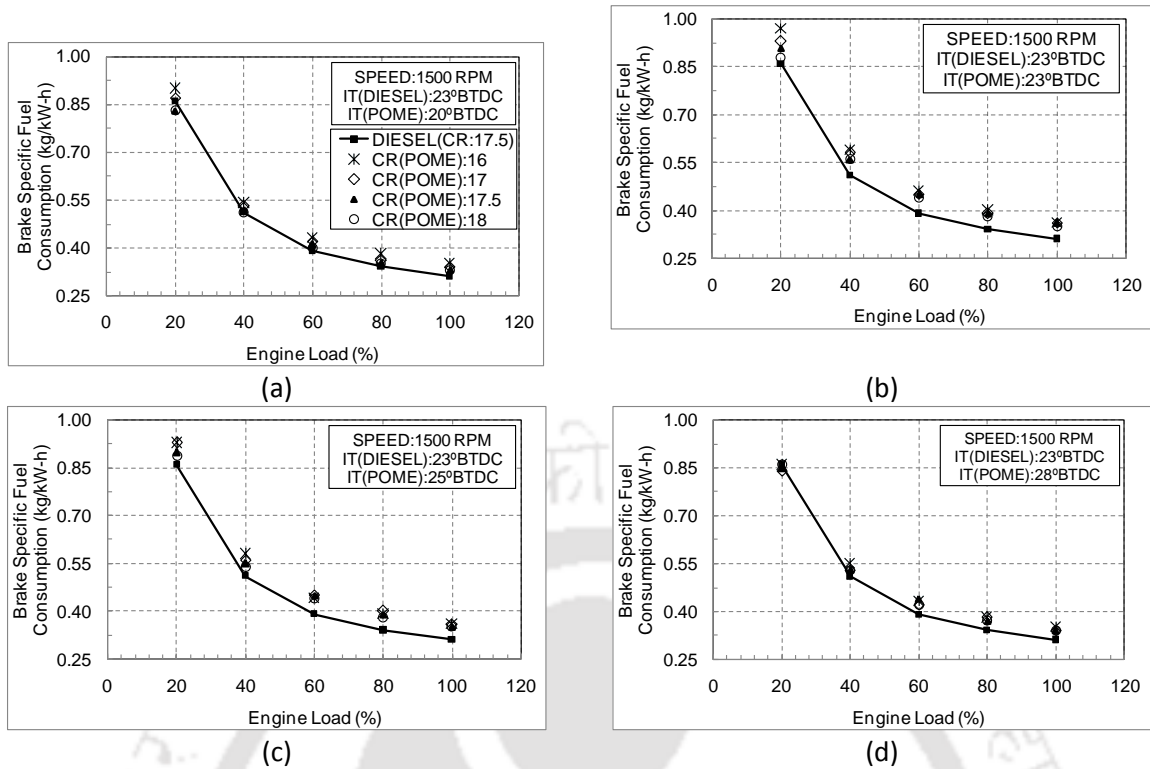 1.00
0.85
0.70
0.55
0.40
0.25
Brake Specific Fuel
Consumption (kg/kW-h)
SPEED:1500 RPM
IT(DIESEL):23ºBTDC
IT(POME):20ºBTDC
DIESEL(CR:17.5)
CR(POME):16
CR(POME):17
CR(POME):17.5
CR(POME):18
0 20 40 60 80 100 120
Engine Load (%)
(a)
1.00
0.85
0.70
0.55
0.40
0.25
Brake Specific Fuel
Consumption (kg/kW-h)
SPEED:1500 RPM
IT(DIESEL):23ºBTDC
IT(POME):23ºBTDC
0 20 40 60 80 100 120
Engine Load (%)
(b)
1.00
0.85
0.70
0.55
0.40
0.25
Brake Specific Fuel
Consumption (kg/kW-h)
SPEED:1500 RPM
IT(DIESEL):23ºBTDC
IT(POME):25ºBTDC
0 20 40 60 80 100 120
Engine Load (%)
(c)
1.00
0.85
0.70
0.55
0.40
0.25
Brake Specific Fuel
Consumption (kg/kW-h)
SPEED:1500 RPM
IT(DIESEL):23ºBTDC
IT(POME):28ºBTDC
0 20 40 60 80 100 120
Engine Load (%)
(d)